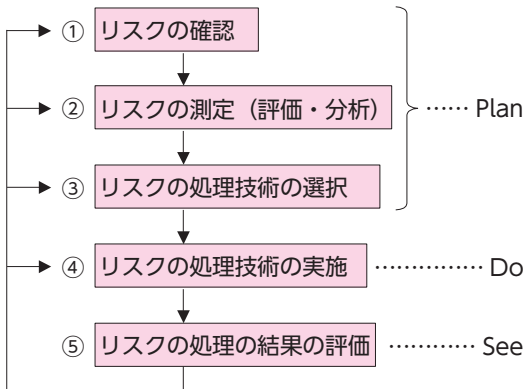 ① リスクの確認
② リスクの測定（評価・分析） …… Plan
③ リスクの処理技術の選択
④ リスクの処理技術の実施 …………… Do
⑤ リスクの処理の結果の評価 ………… See